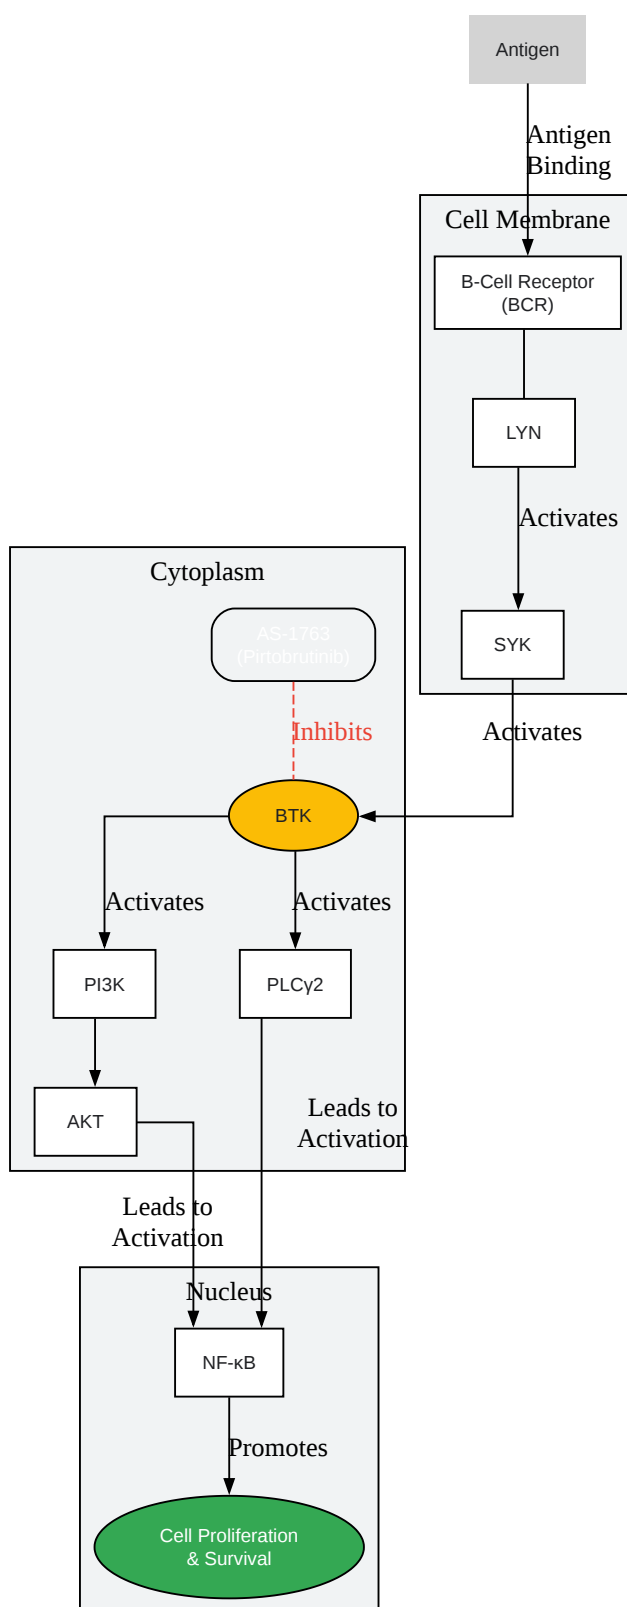 Antigen
Antigen
Binding
Cell Membrane
B-Cell Receptor
(BCR)
LYN
Activates
SYK
Activates
Cytoplasm
AS-1763
(Pirtobrutinib)
Inhibits
BTK
Activates
Activates
PI3K
PLCγ2
AKT
Leads to
Activation
Leads to
Activation
Nucleus
NF-κB
Promotes
Cell Proliferation
& Survival